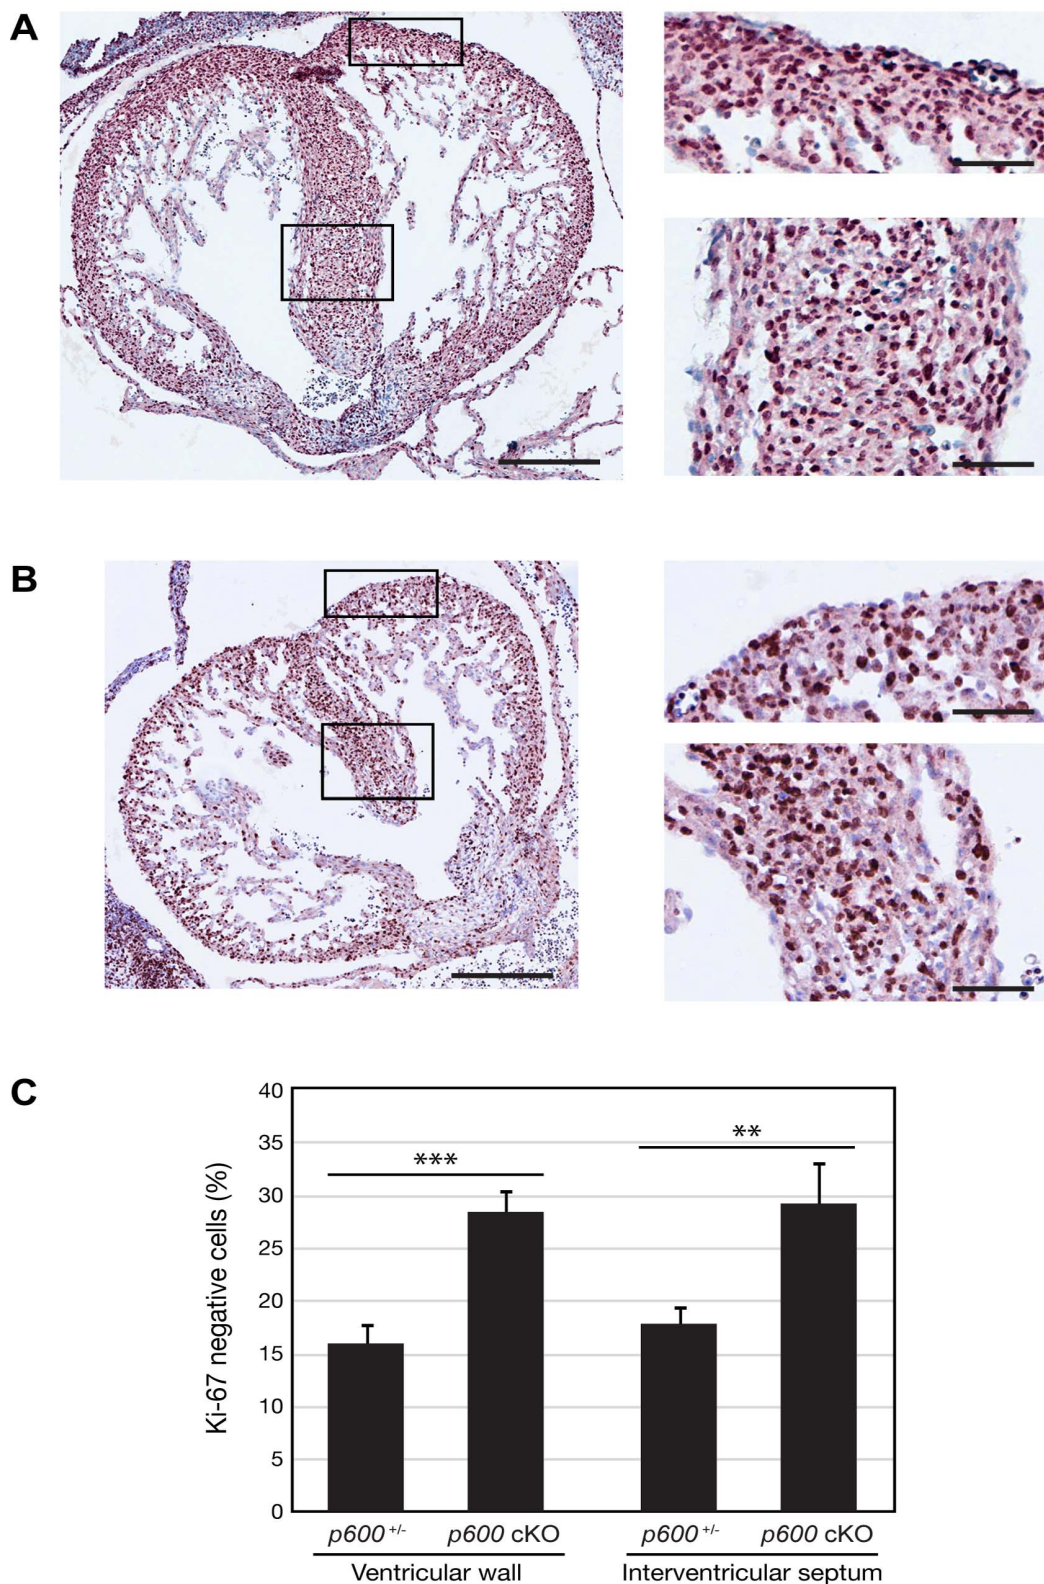 A
B
C
Ki-67 negative cells (%)
40
35
30
25
20
15
10
5
0
***
**
p600 +/-
p600 cKO
p600 +/-
p600 cKO
Ventricular wall
Interventricular septum